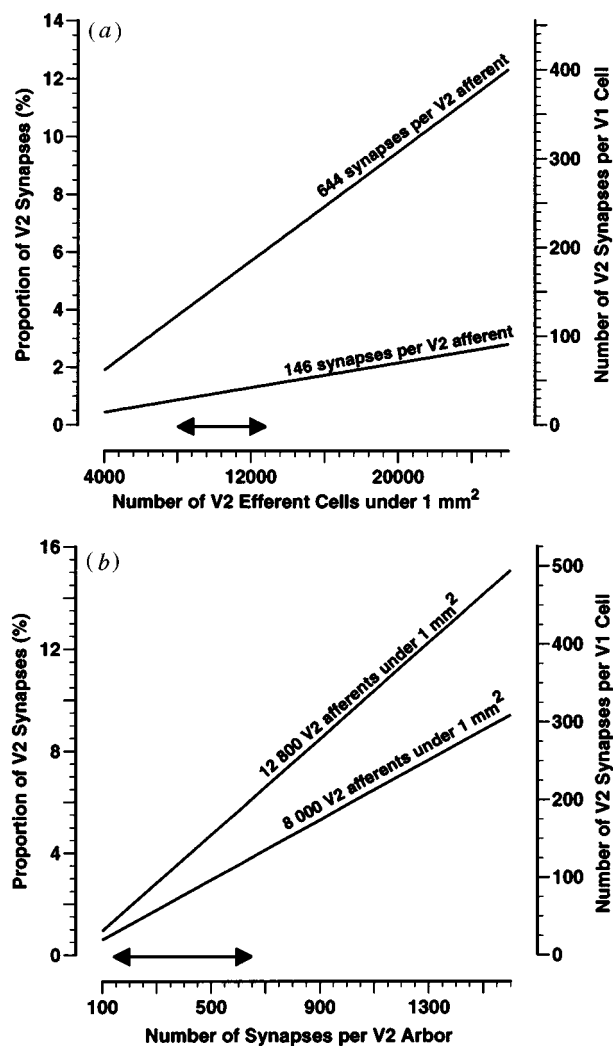 (a)
14
12
10
8
6
4
2
0
Proportion of V2 Synapses (%)
400
300
200
100
0
Number of V2 Synapses per V1 Cell
644 synapses per V2 afferent
146 synapses per V2 afferent
4000 12000 20000
Number of V2 Efferent Cells under 1 mm²
(b)
16
12
8
4
0
Proportion of V2 Synapses (%)
500
400
300
200
100
0
Number of V2 Synapses per V1 Cell
12 800 V2 afferents under 1 mm²
8 000 V2 afferents under 1 mm²
100 500 900 1300
Number of Synapses per V2 Arbor